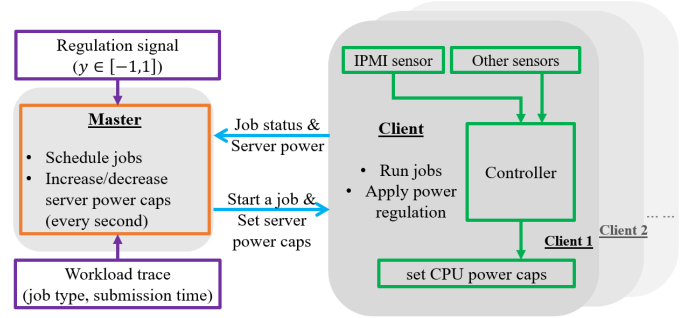 Regulation signal
(y ∈ [−1,1])
Master
• Schedule jobs
• Increase/decrease
server power caps
(every second)
Workload trace
(job type, submission time)
Job status &
Server power
Start a job &
Set server
power caps
IPMI sensor
Other sensors
Client
• Run jobs
• Apply power
regulation
Controller
set CPU power caps
Client 1
Client 2
... ...